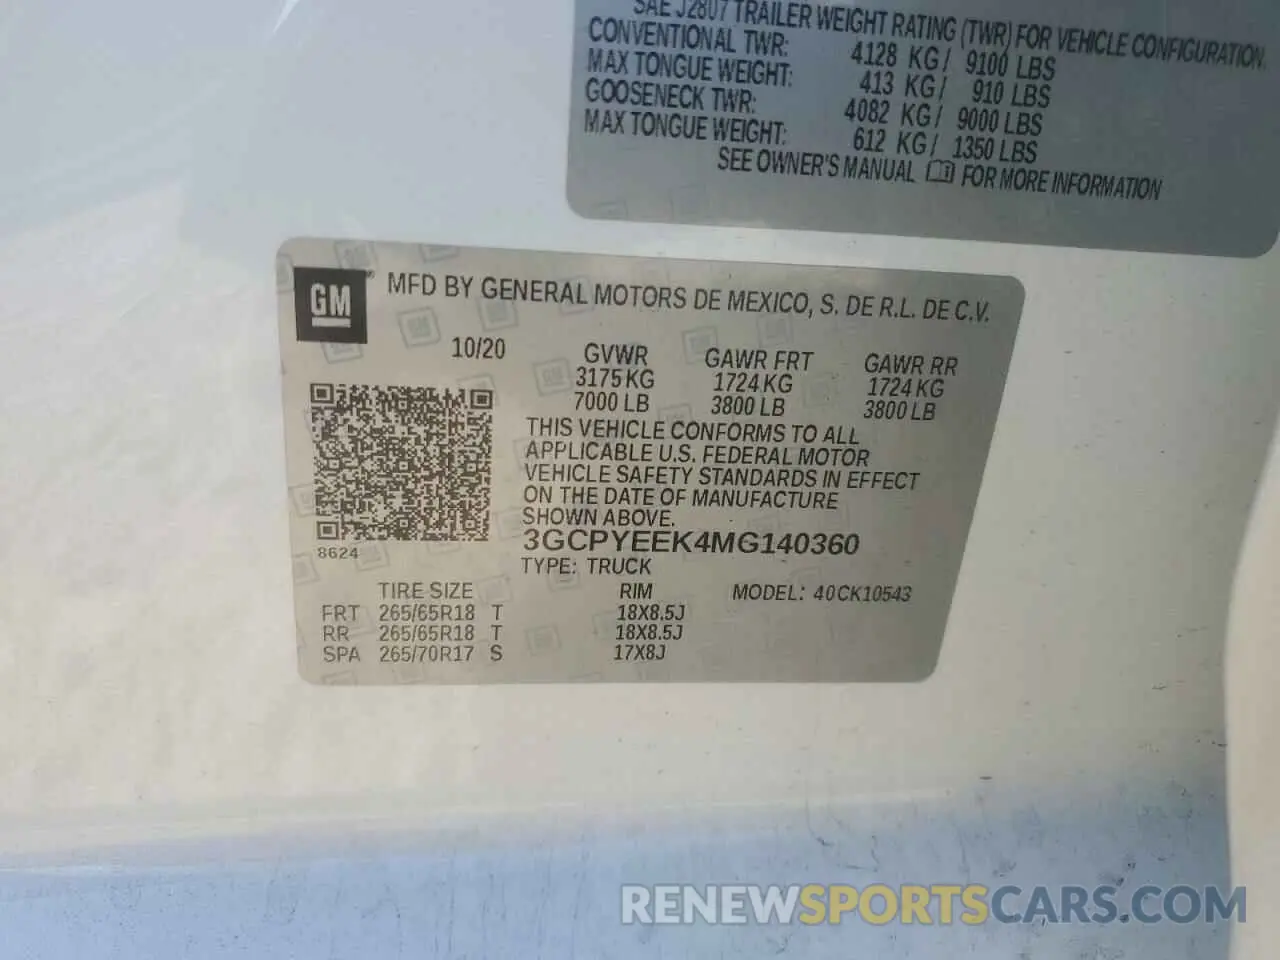 SAE J2807 TRAILER WEIGHT RATING (TWR) FOR VEHICLE CONFIGURATION.
CONVENTIONAL TWR: 4128 KG/ 9100 LBS
MAX TONGUE WEIGHT: 413 KG/ 910 LBS
GOOSENECK TWR: 4082 KG/ 9000 LBS
MAX TONGUE WEIGHT: 612 KG/ 1350 LBS
SEE OWNER'S MANUAL FOR MORE INFORMATION
GM MFD BY GENERAL MOTORS DE MEXICO, S. DE R.L. DE C.V.
10/20 GVWR GAWR FRT GAWR RR
3175 KG 1724 KG 1724 KG
7000 LB 3800 LB 3800 LB
THIS VEHICLE CONFORMS TO ALL
APPLICABLE U.S. FEDERAL MOTOR
VEHICLE SAFETY STANDARDS IN EFFECT
ON THE DATE OF MANUFACTURE
SHOWN ABOVE.
3GCPYEEK4MG140360
8624
TYPE: TRUCK
TIRE SIZE RIM MODEL: 40CK10543
FRT 265/65R18 T 18X8.5J
RR 265/65R18 T 18X8.5J
SPA 265/70R17 S 17X8J
RENEWSPORTSCARS.COM